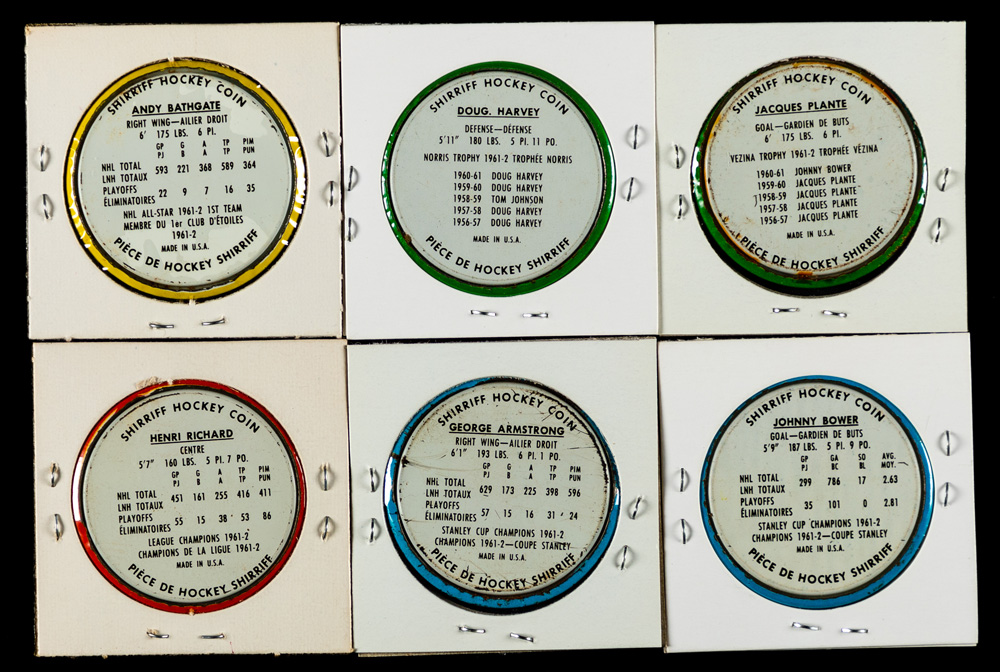 SHIRRIFF HOCKEY COIN
ANDY BATHGATE
RIGHT WING—AILIER DROIT
6' 175 LBS. 6 PI.
GP G A TP PIM
PJ B A TP PUN
NHL TOTAL 593 221 368 589 364
LNH TOTAUX
PLAYOFFS 22 9 7 16 35
ÉLIMINATOIRES
NHL ALL-STAR 1961-2 1ST TEAM
MEMBRE DU 1er CLUB D'ÉTOILES
1961-2
MADE IN U.S.A.
PIÈCE DE HOCKEY SHIRRIFF
SHIRRIFF HOCKEY COIN
DOUG. HARVEY
DEFENSE—DÉFENSE
5'11" 180 LBS. 5 PI. 11 PO.
NORRIS TROPHY 1961-2 TROPHÉE NORRIS
1960-61 DOUG HARVEY
1959-60 DOUG HARVEY
1958-59 TOM JOHNSON
1957-58 DOUG HARVEY
1956-57 DOUG HARVEY
MADE IN U.S.A.
PIÈCE DE HOCKEY SHIRRIFF
SHIRRIFF HOCKEY COIN
JACQUES PLANTE
GOAL—GARDIEN DE BUTS
6' 175 LBS. 6 PI.
VEZINA TROPHY 1961-2 TROPHÉE VÉZINA
1960-61 JOHNNY BOWER
1959-60 JACQUES PLANTE
1958-59 JACQUES PLANTE
1957-58 JACQUES PLANTE
1956-57 JACQUES PLANTE
MADE IN U.S.A.
PIÈCE DE HOCKEY SHIRRIFF
SHIRRIFF HOCKEY COIN
HENRI RICHARD
CENTRE
5'7" 160 LBS. 5 PI. 7 PO.
GP G A TP PIM
PJ B A TP PUN
NHL TOTAL 451 161 255 416 411
LNH TOTAUX
PLAYOFFS 55 15 38 53 86
ÉLIMINATOIRES
LEAGUE CHAMPIONS 1961-2
CHAMPIONS DE LA LIGUE 1961-2
MADE IN U.S.A.
PIÈCE DE HOCKEY SHIRRIFF
SHIRRIFF HOCKEY COIN
GEORGE ARMSTRONG
RIGHT WING—AILIER DROIT
6'1" 193 LBS. 6 PI. 1 PO.
GP G A TP PIM
PJ B A TP PUN
NHL TOTAL 629 173 225 398 596
LNH TOTAUX
PLAYOFFS 57 15 16 31 24
ÉLIMINATOIRES
STANLEY CUP CHAMPIONS 1961-2
CHAMPIONS 1961-2—COUPE STANLEY
MADE IN U.S.A.
PIÈCE DE HOCKEY SHIRRIFF
SHIRRIFF HOCKEY COIN
JOHNNY BOWER
GOAL—GARDIEN DE BUTS
5'9" 187 LBS. 5 PI. 9 PO.
GP GA SO AVG.
PJ BC BL MOY.
NHL TOTAL 299 786 17 2.63
LNH TOTAUX
PLAYOFFS 35 101 0 2.81
ÉLIMINATOIRES
STANLEY CUP CHAMPIONS 1961-2
CHAMPIONS 1961-2—COUPE STANLEY
MADE IN U.S.A.
PIÈCE DE HOCKEY SHIRRIFF